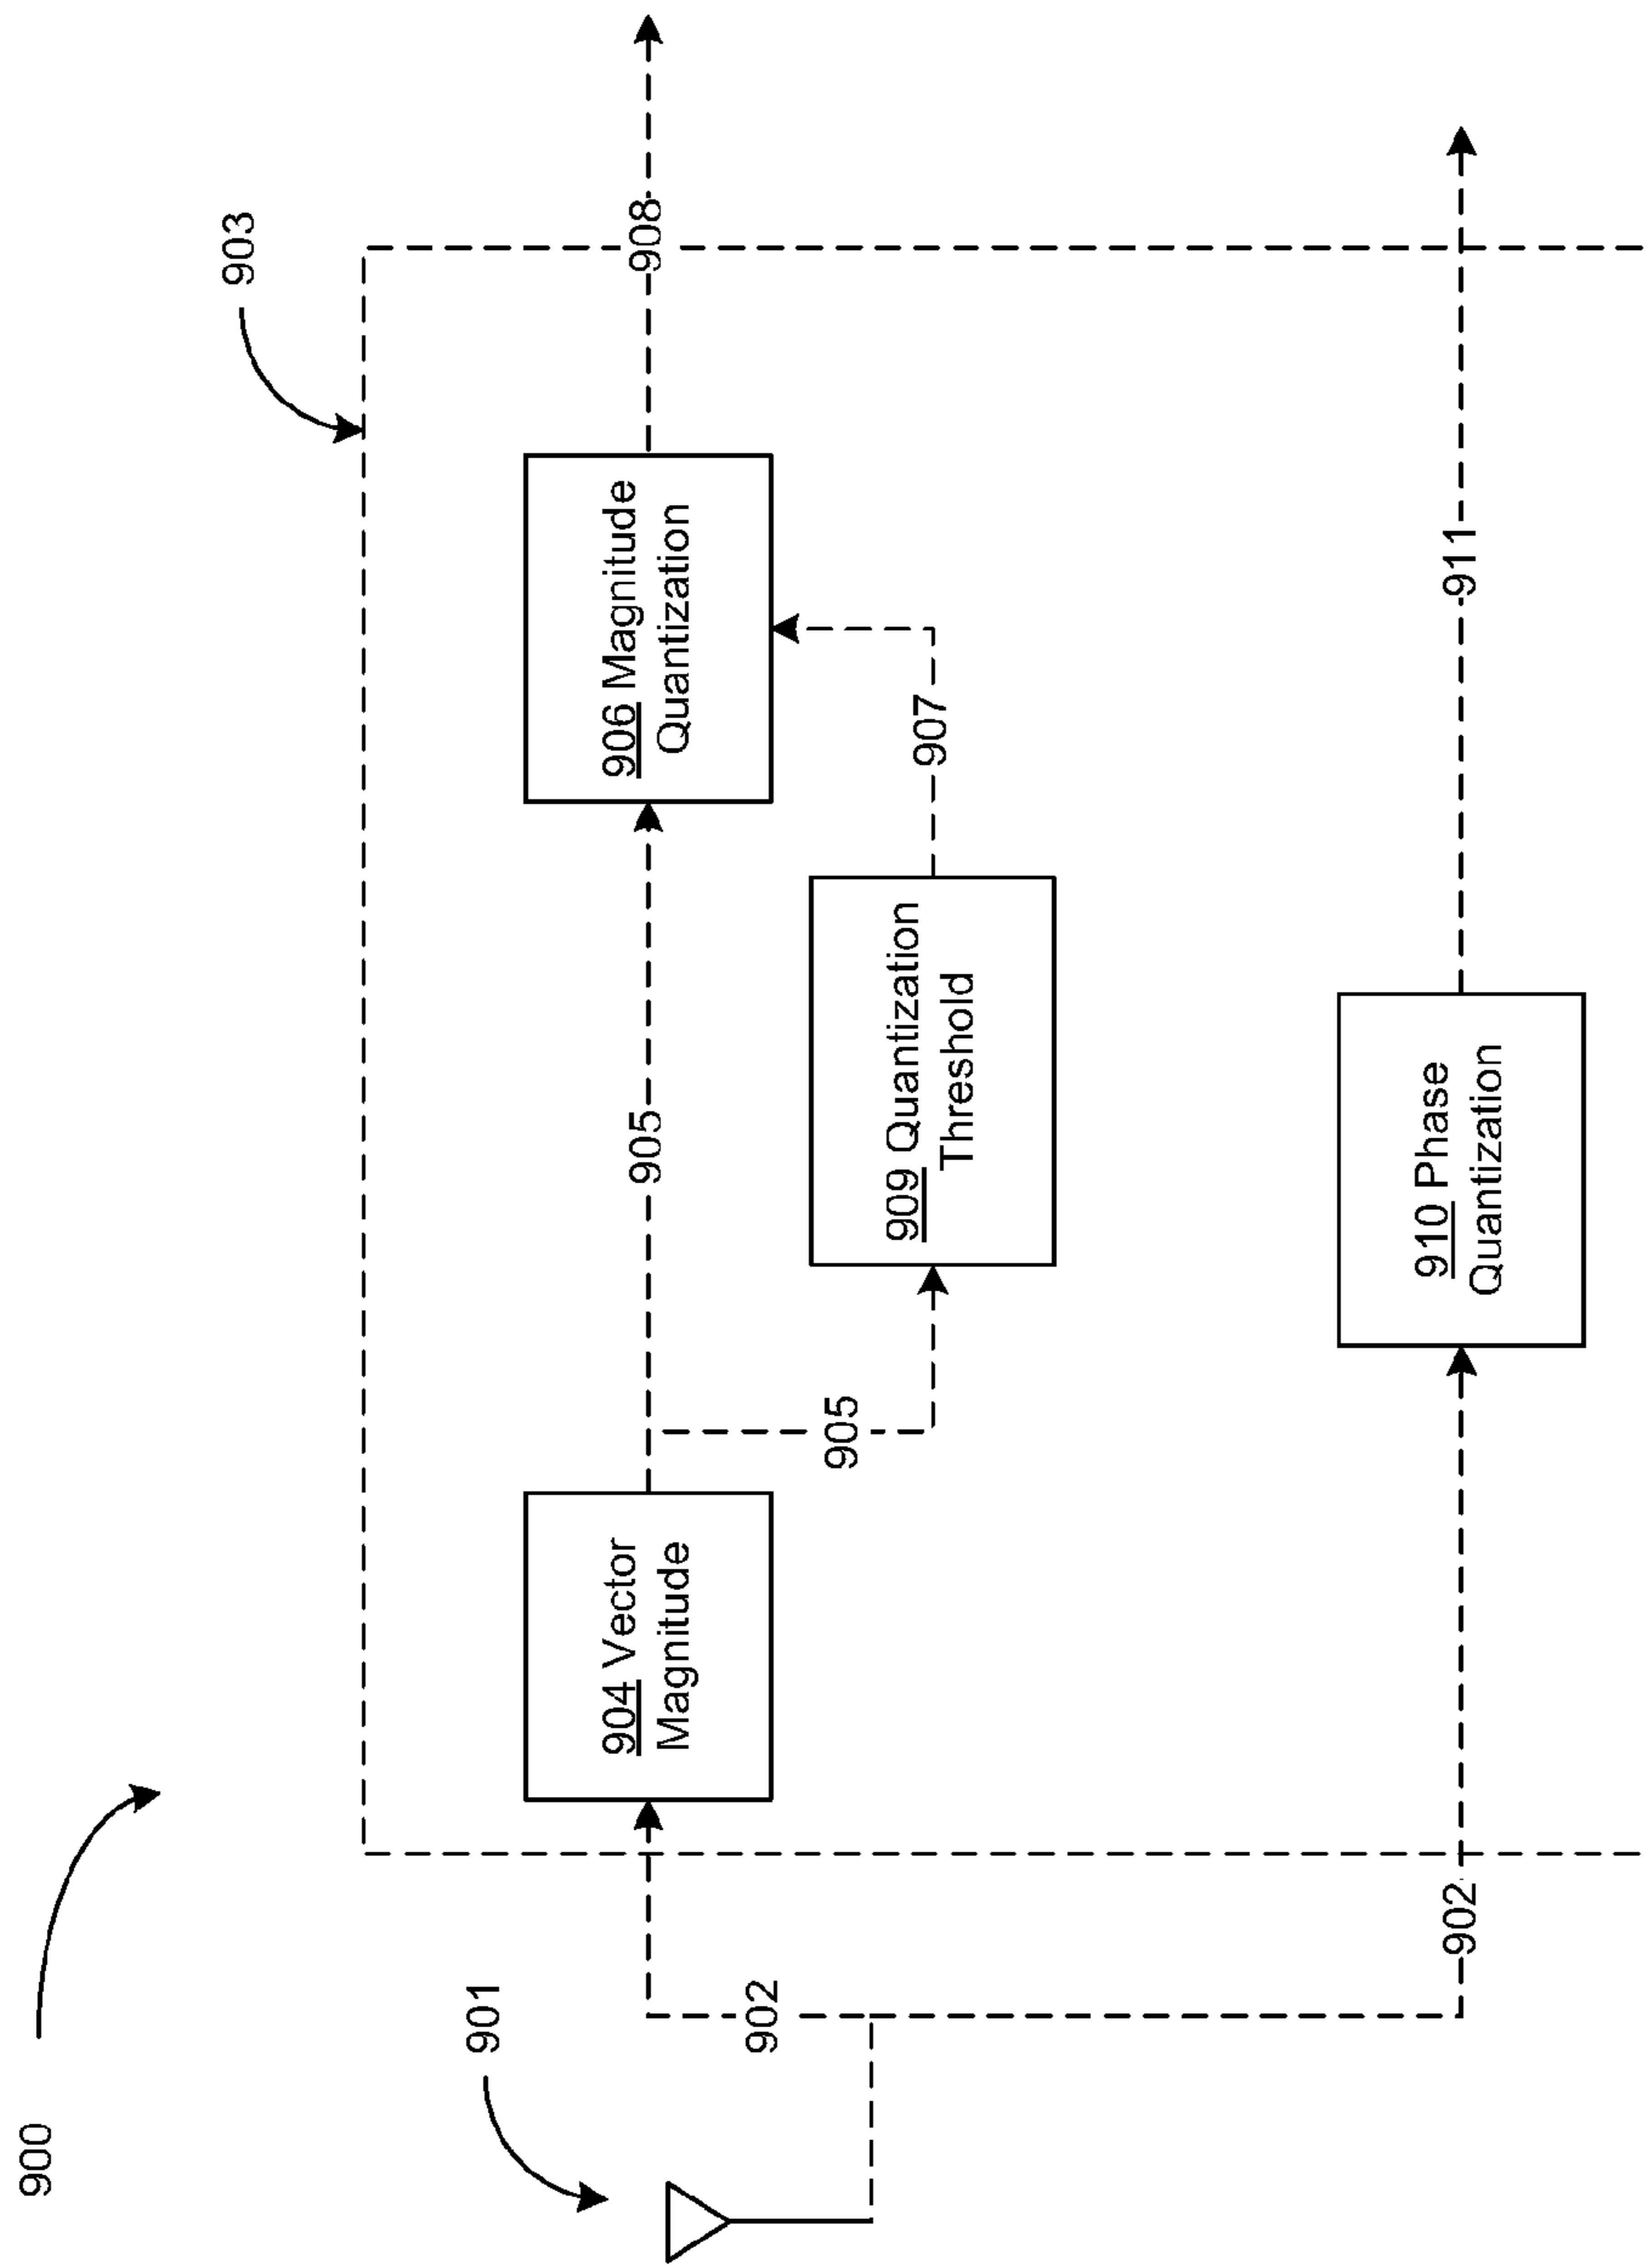 900
903
901
902
904 Vector
Magnitude
905
906 Magnitude
Quantization
908
905
909 Quantization
Threshold
907
902
910 Phase
Quantization
911